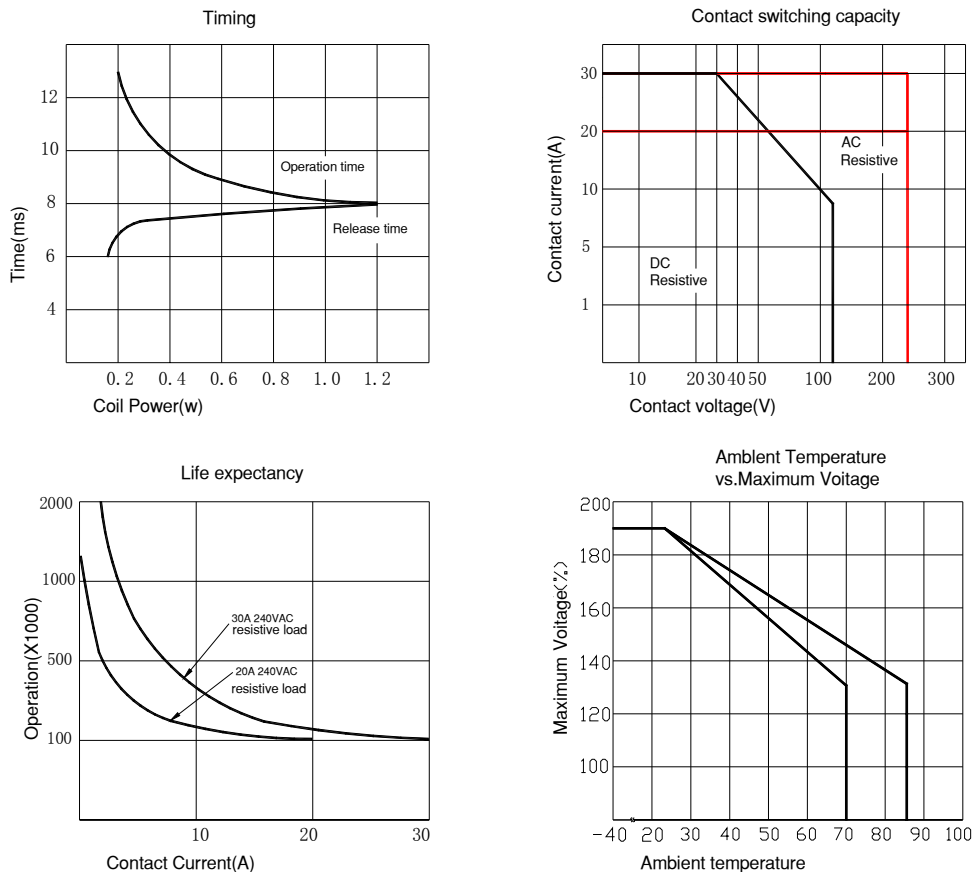 Timing
12
10
8
6
4
Time(ms)
Operation time
Release time
0.2 0.4 0.6 0.8 1.0 1.2
Coil Power(w)
Contact switching capacity
30
20
10
5
1
Contact current(A)
AC
Resistive
DC
Resistive
10 20 30 40 50 100 200 300
Contact voltage(V)
Life expectancy
2000
1000
500
100
Operation(X1000)
30A 240VAC
resistive load
20A 240VAC
resistive load
10 20 30
Contact Current(A)
Amblent Temperature
vs.Maximum Voitage
200
180
160
140
120
100
Maximum Voitage(%)
-40 20 30 40 50 60 70 80 90 100
Ambient temperature